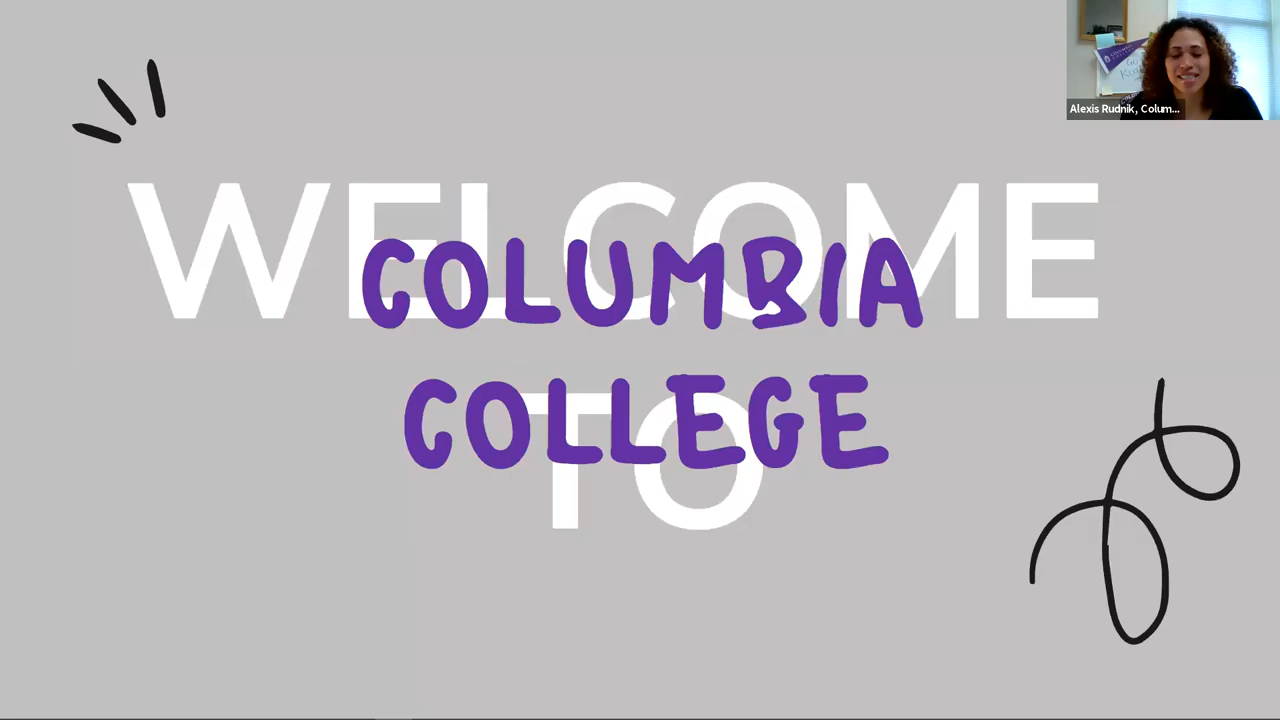 WELCOME
TO
COLUMBIA
COLLEGE
Alexis Rudnik, Colum...